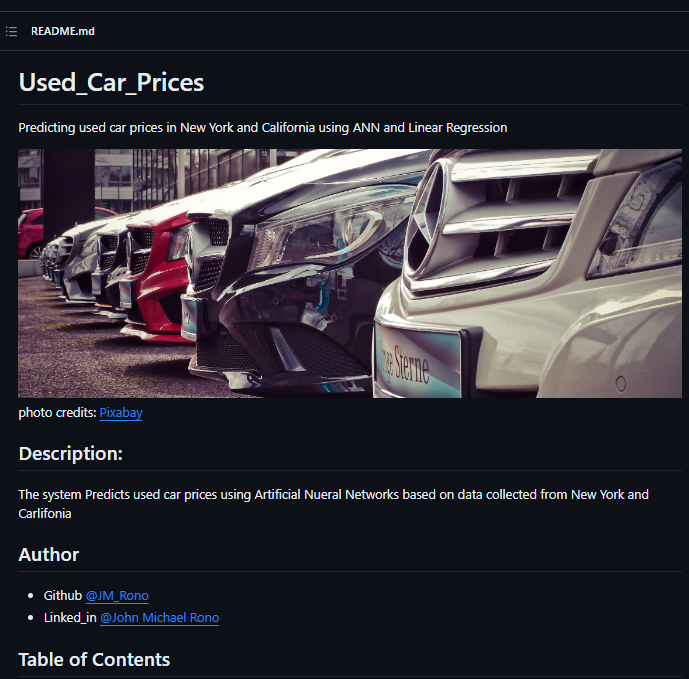 README.md
Used_Car_Prices
Predicting used car prices in New York and California using ANN and Linear Regression
Sterne
photo credits: Pixabay
Description:
The system Predicts used car prices using Artificial Nueral Networks based on data collected from New York and
Carlifonia
Author
Github @JM_Rono
Linked_in @John Michael Rono
Table of Contents